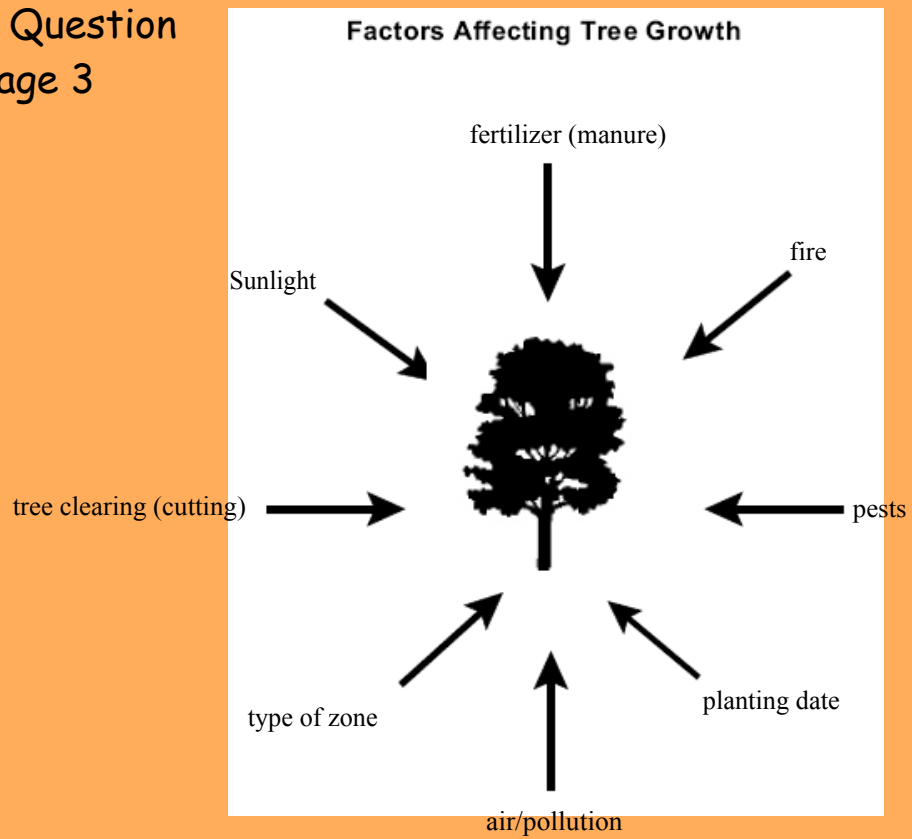 Question
age 3
Factors Affecting Tree Growth
fertilizer (manure)
fire
Sunlight
tree clearing (cutting)
pests
type of zone
planting date
air/pollution